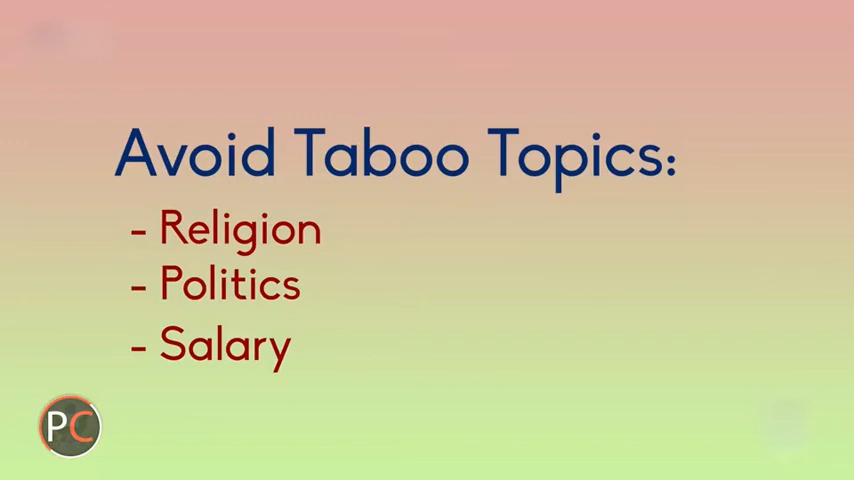 Avoid Taboo Topics:
- Religion
- Politics
- Salary
PC